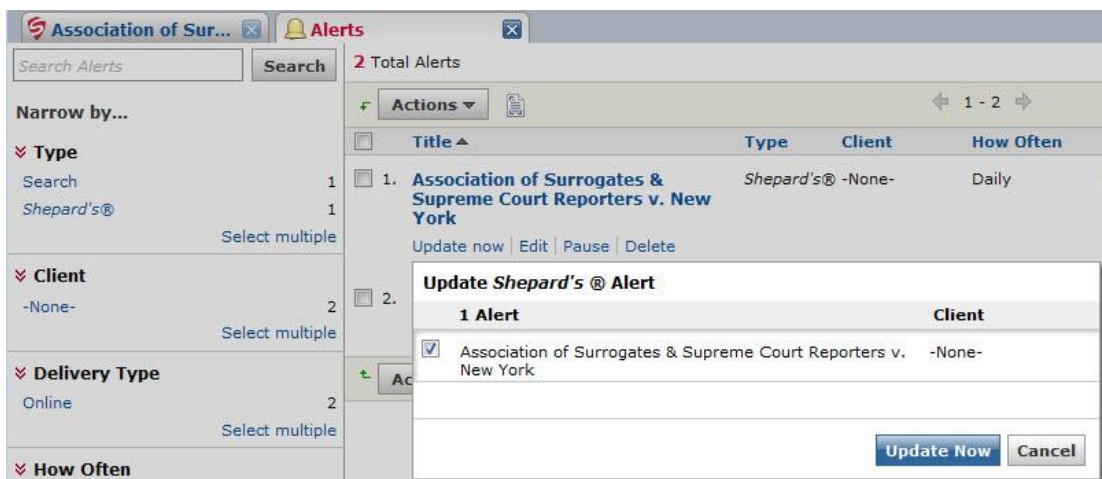 Association of Sur...
Alerts
Search Alerts
Search
Narrow by...
Type
Search 1
Shepard's® 1
Select multiple
Client
-None- 2
Select multiple
Delivery Type
Online 2
Select multiple
How Often
2 Total Alerts
Actions
1 - 2
Title Type Client How Often
1. Association of Surrogates & Shepard's® -None- Daily
Supreme Court Reporters v. New
York
Update now | Edit | Pause | Delete
2.
Ac
Update Shepard's ® Alert
1 Alert Client
Association of Surrogates & Supreme Court Reporters v. -None-
New York
Update Now Cancel